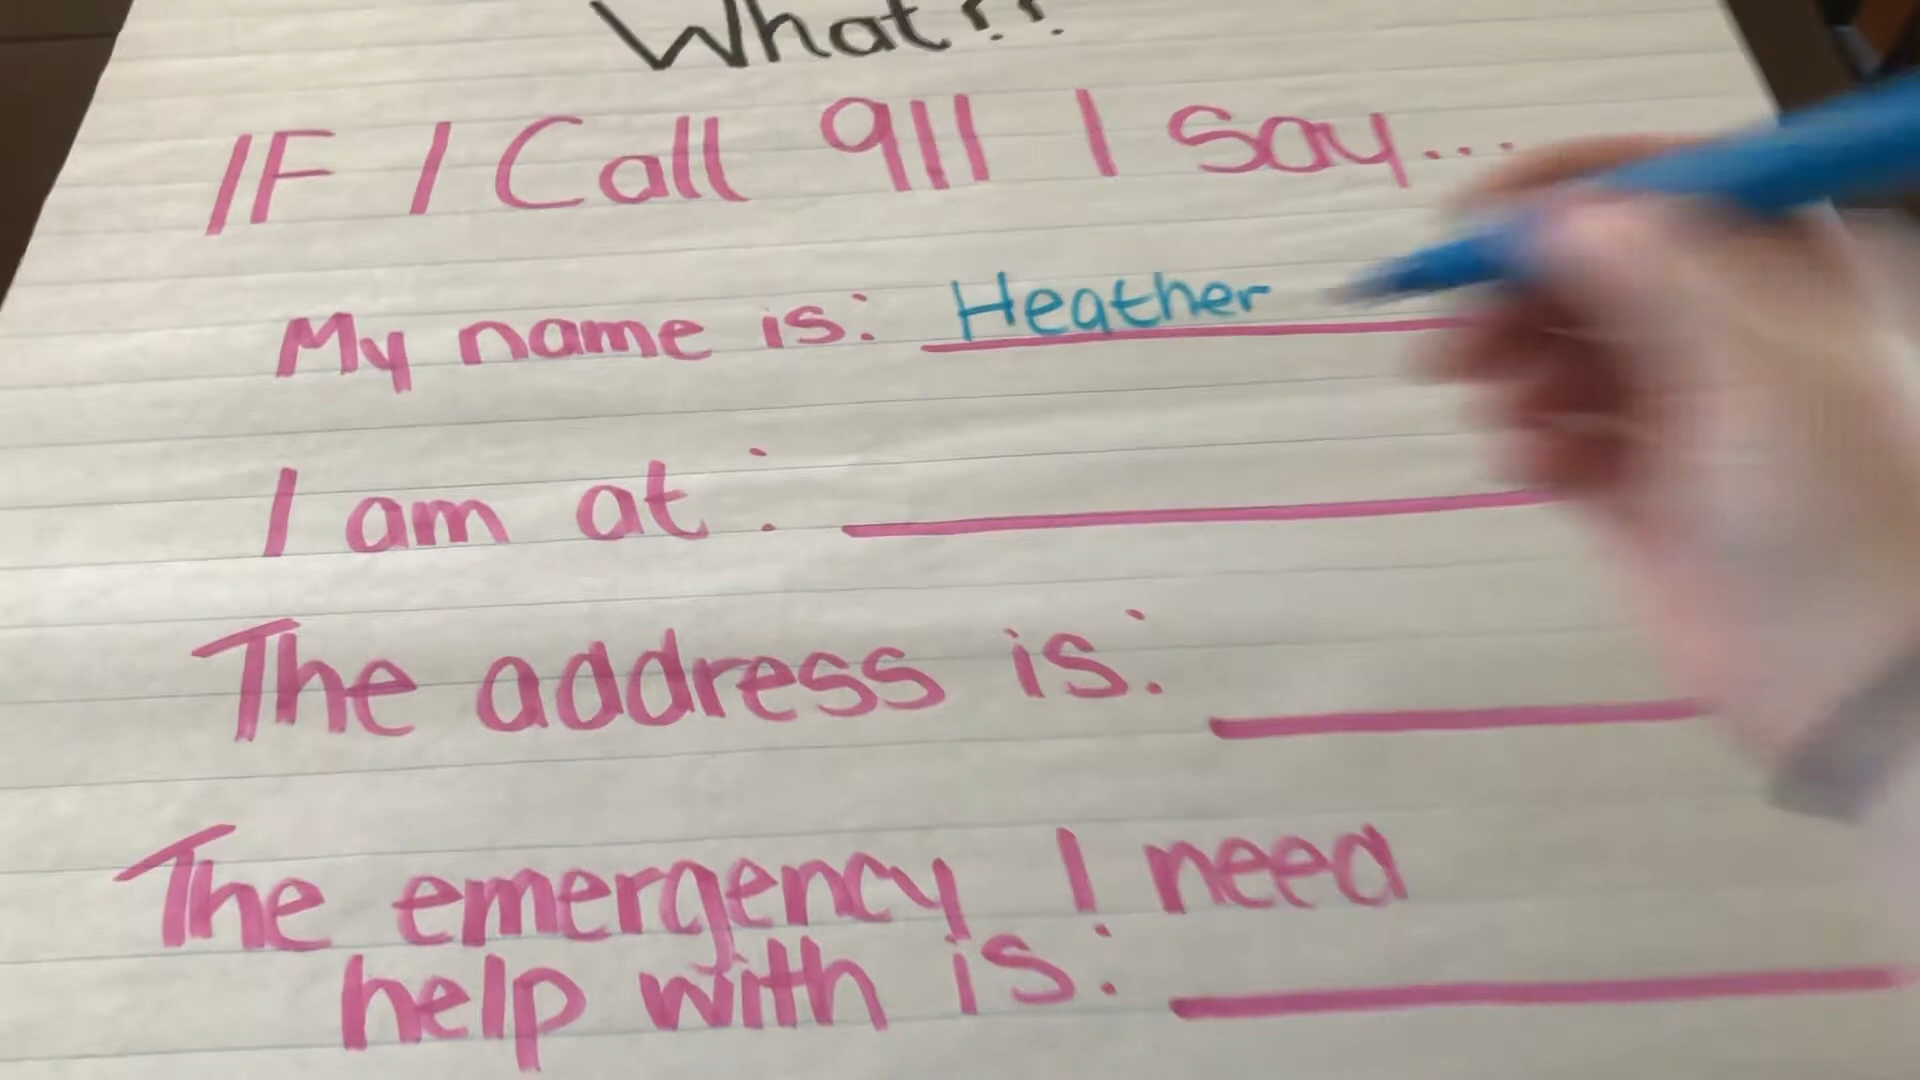 What??
IF I Call 911 I say...
My name is: Heather
I am at:
The address is:
The emergency I need
help with is: